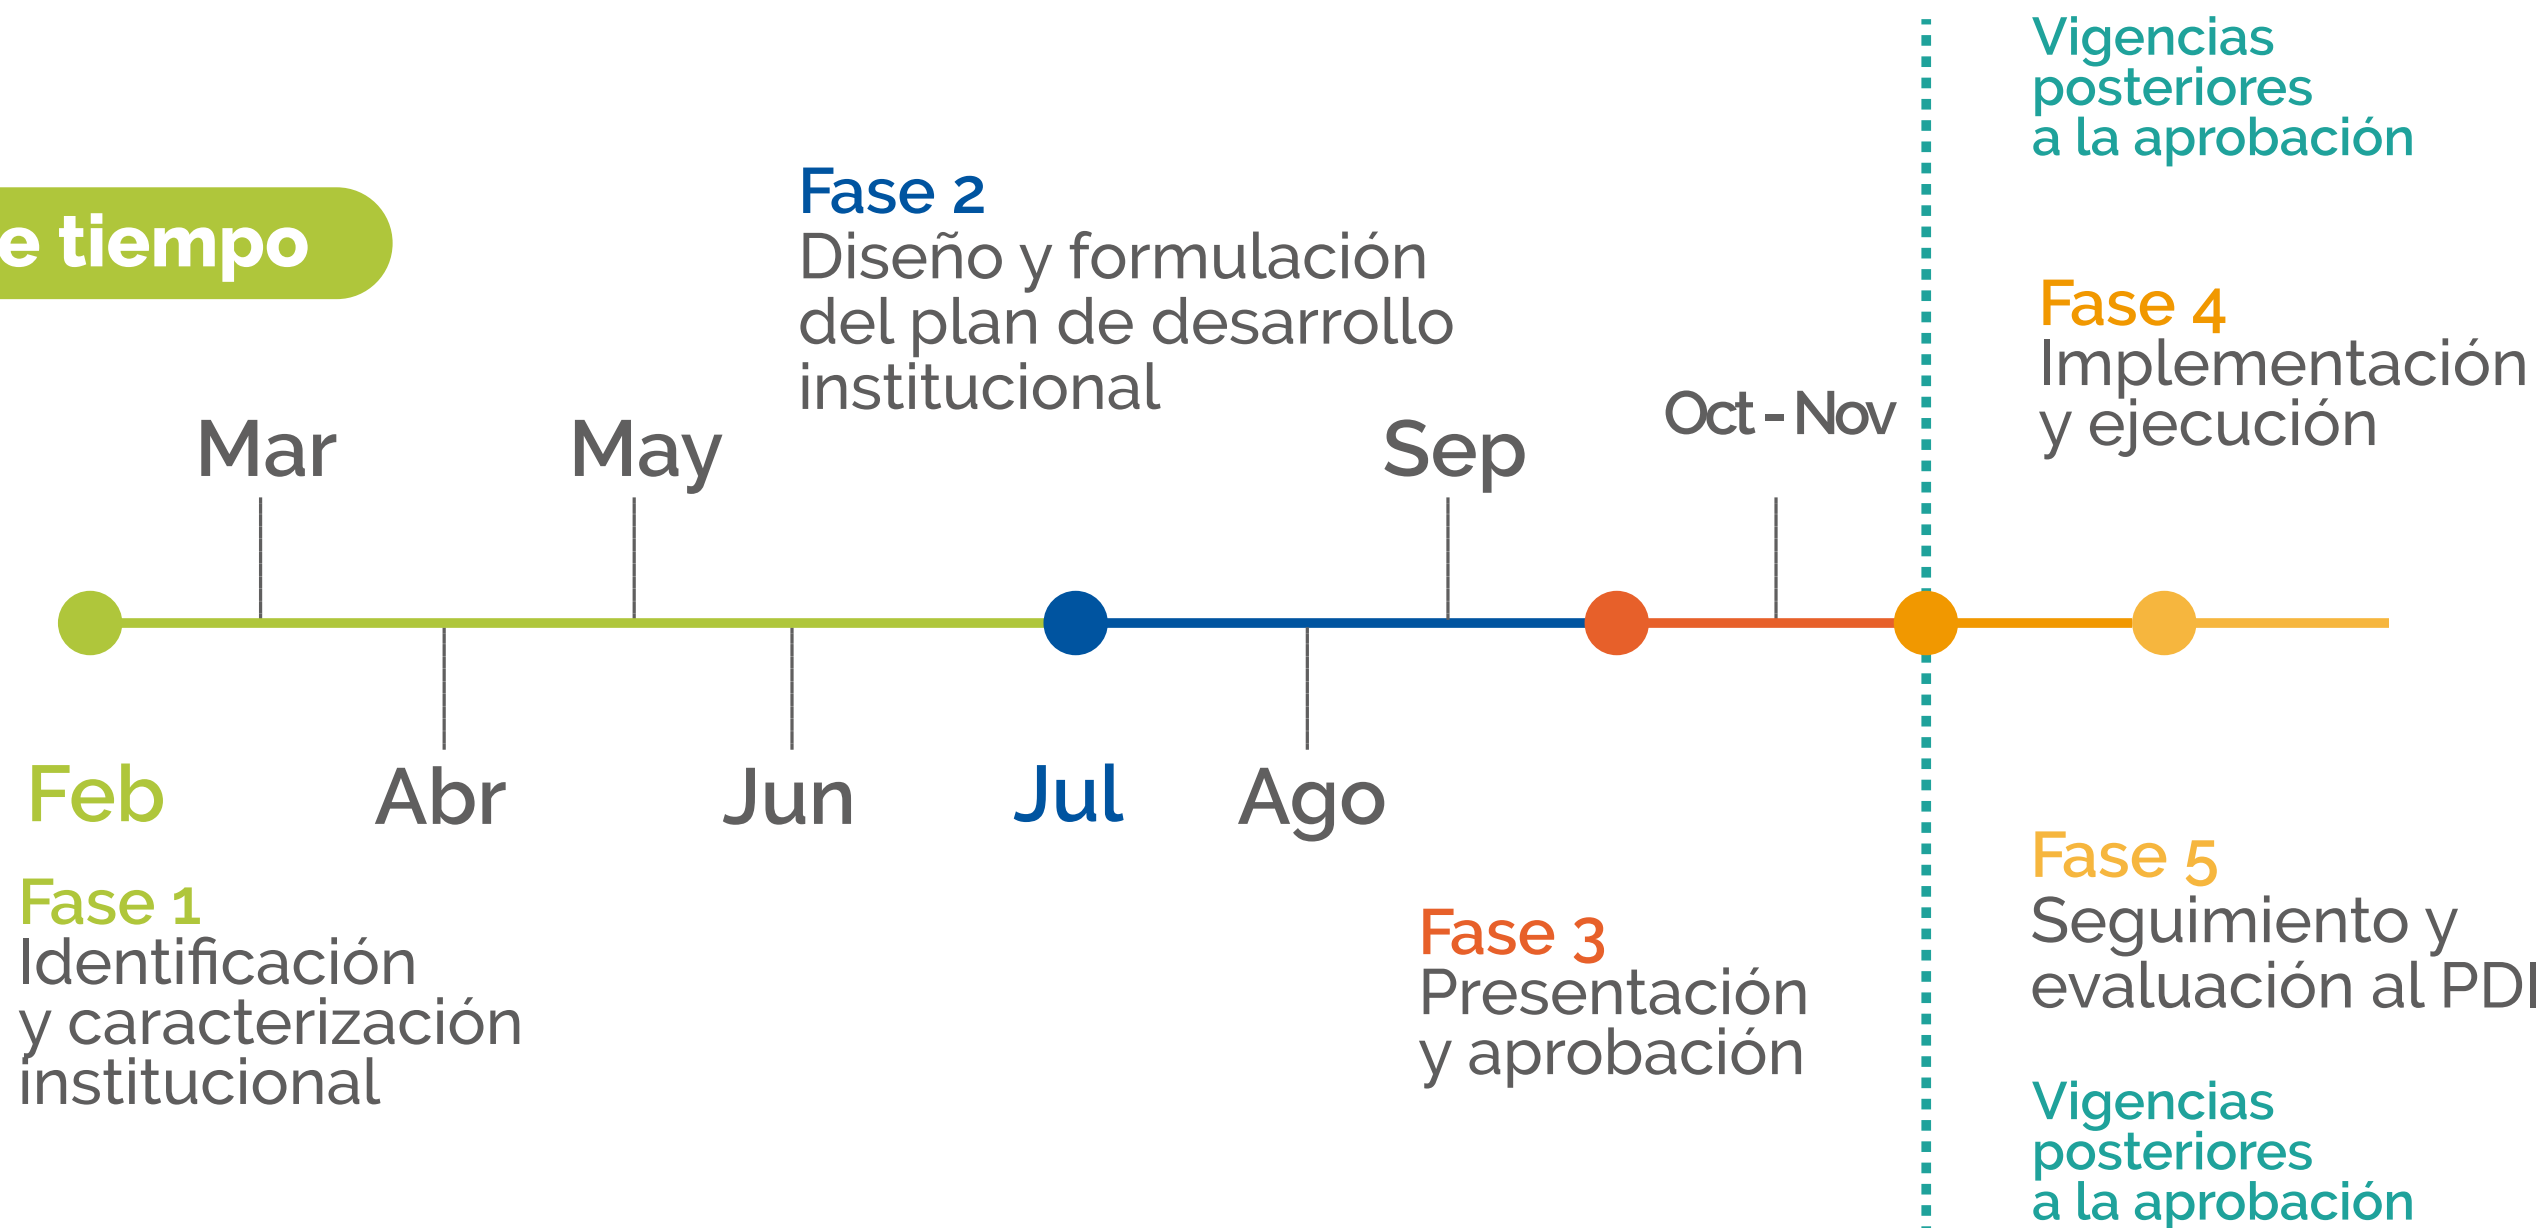 e tiempo
Fase 2
Diseño y formulación
del plan de desarrollo
institucional
Vigencias
posteriores
a la aprobación
Fase 4
Implementación
y ejecución
Mar
May
Sep
Oct - Nov
Feb
Abr
Jun
Jul
Ago
Fase 1
Identificación
y caracterización
institucional
Fase 3
Presentación
y aprobación
Fase 5
Seguimiento y
evaluación al PDI
Vigencias
posteriores
a la aprobación